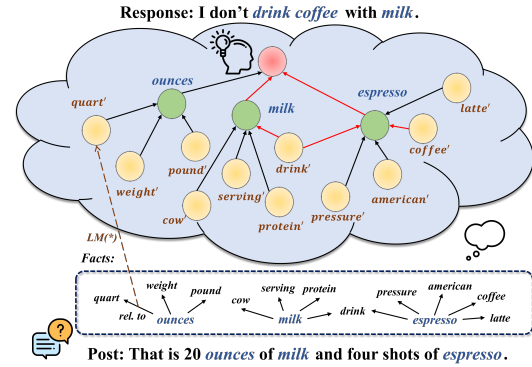 Response: I don't drink coffee with milk.
ounces
espresso
quart'
milk
latte'
coffee'
pound'
drink'
weight'
serving'
american'
cow'
protein'
pressure'
LM(*)
Facts:
quart weight pound cow serving protein drink pressure american coffee latte
rel. to ounces milk espresso
Post: That is 20 ounces of milk and four shots of espresso.